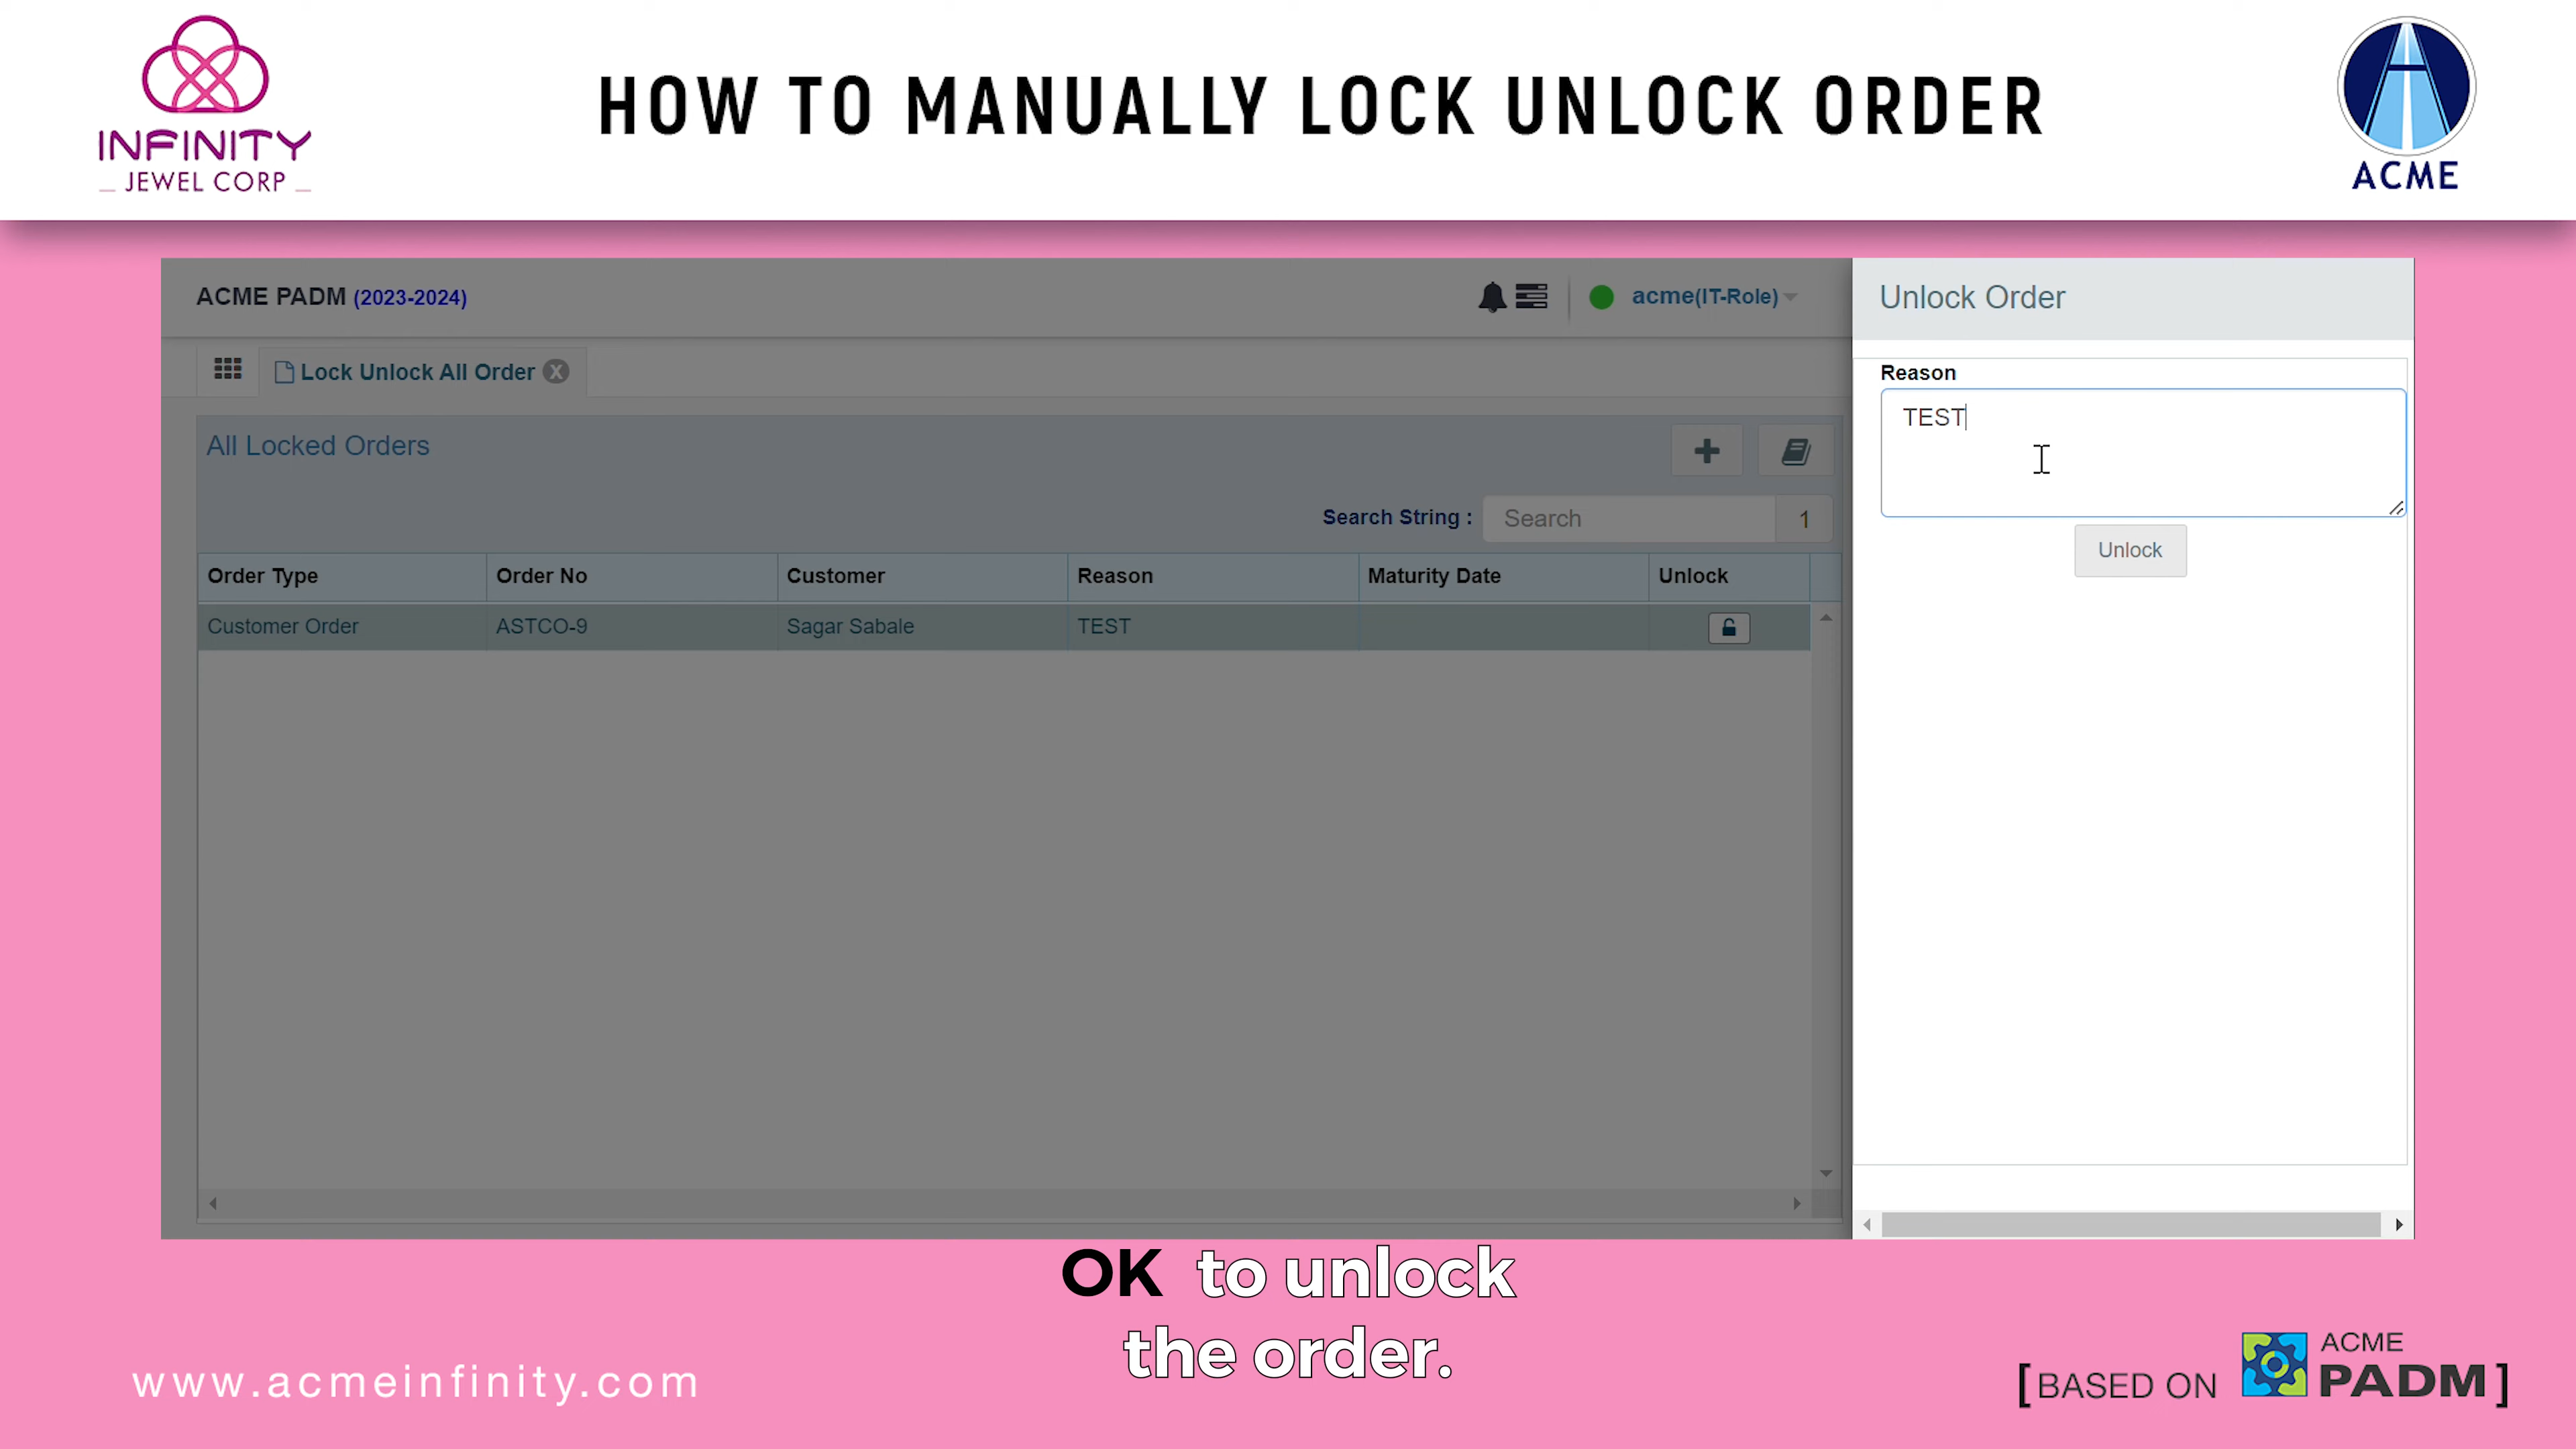 INFINITY
JEWEL CORP
HOW TO MANUALLY LOCK UNLOCK ORDER
ACME
ACME PADM (2023-2024)
acme(IT-Role)
Lock Unlock All Order
All Locked Orders
Search String :
Search
1
Order Type Order No Customer Reason Maturity Date Unlock
Customer Order ASTCO-9 Sagar Sabale TEST
Unlock Order
Reason
TEST
Unlock
OK to unlock
the order.
www.acmeinfinity.com
[BASED ON ACME PADM]